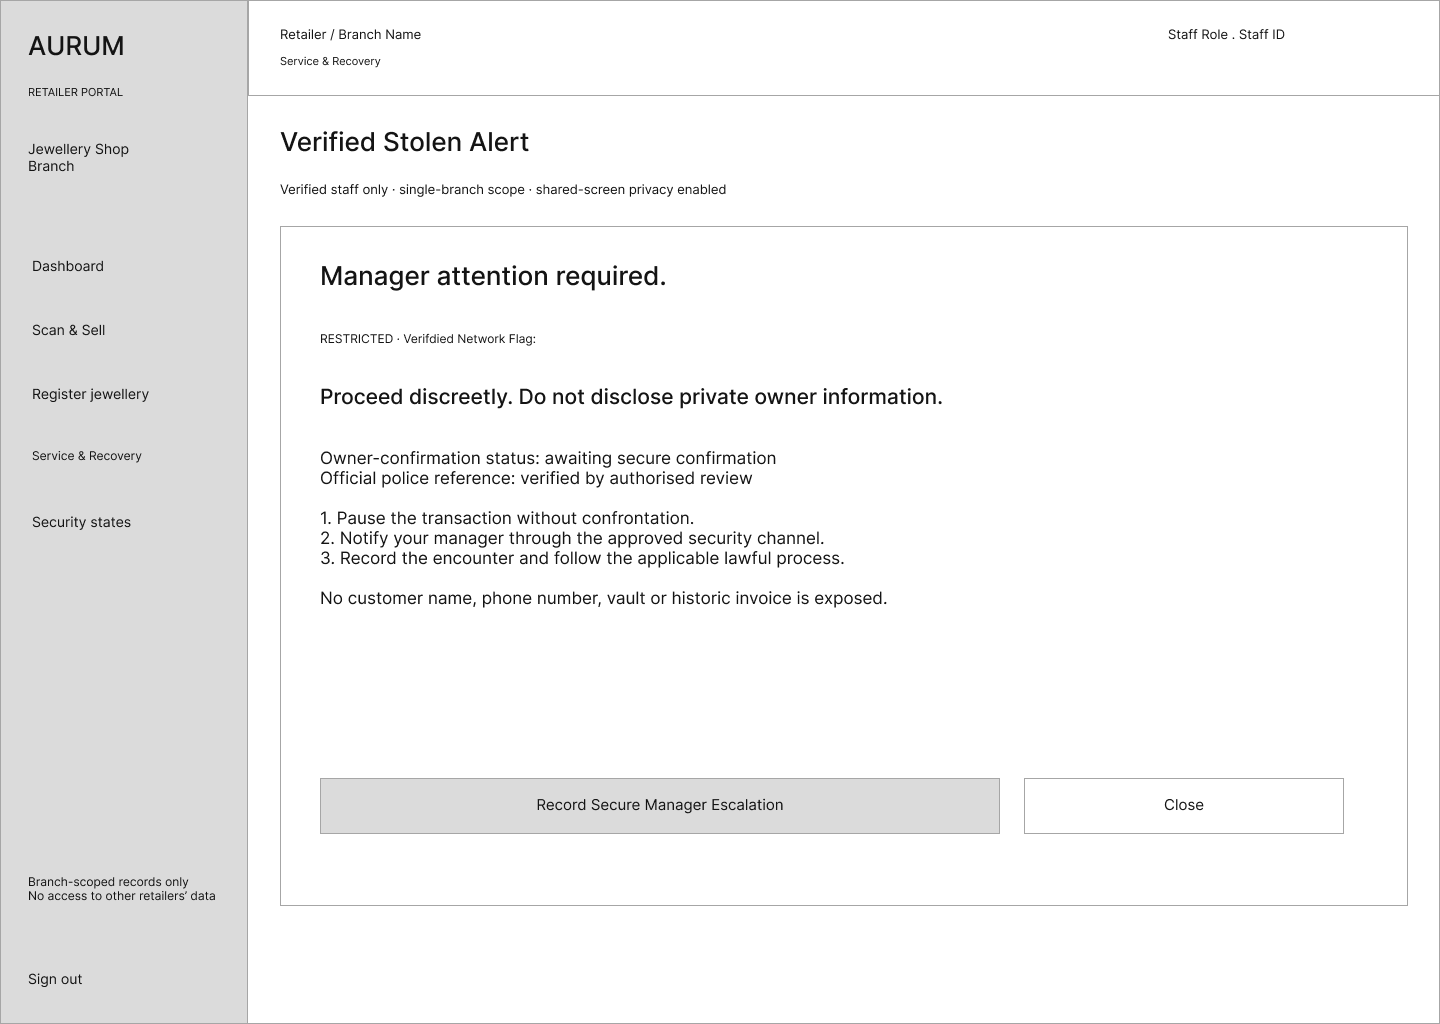 AURUM
RETAILER PORTAL
Jewellery Shop
Branch
Dashboard
Scan & Sell
Register jewellery
Service & Recovery
Security states
Branch-scoped records only
No access to other retailers’ data
Sign out
Retailer / Branch Name
Service & Recovery
Staff Role . Staff ID
Verified Stolen Alert
Verified staff only · single-branch scope · shared-screen privacy enabled
Manager attention required.
RESTRICTED · Verifdied Network Flag:
Proceed discreetly. Do not disclose private owner information.
Owner-confirmation status: awaiting secure confirmation
Official police reference: verified by authorised review
1. Pause the transaction without confrontation.
2. Notify your manager through the approved security channel.
3. Record the encounter and follow the applicable lawful process.
No customer name, phone number, vault or historic invoice is exposed.
Record Secure Manager Escalation
Close